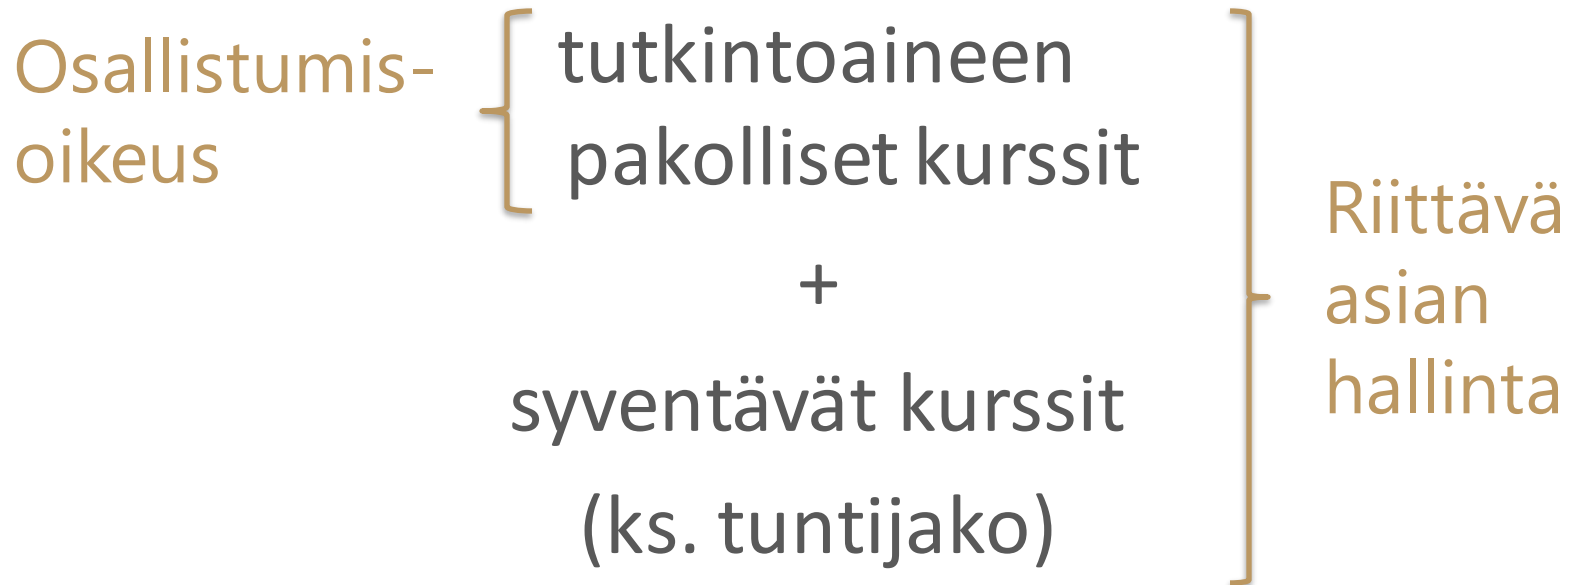 Osallistumis-
oikeus
tutkintoaineen
pakolliset kurssit
+
syventävät kurssit
(ks. tuntijako)
Riittävä
asian
hallinta